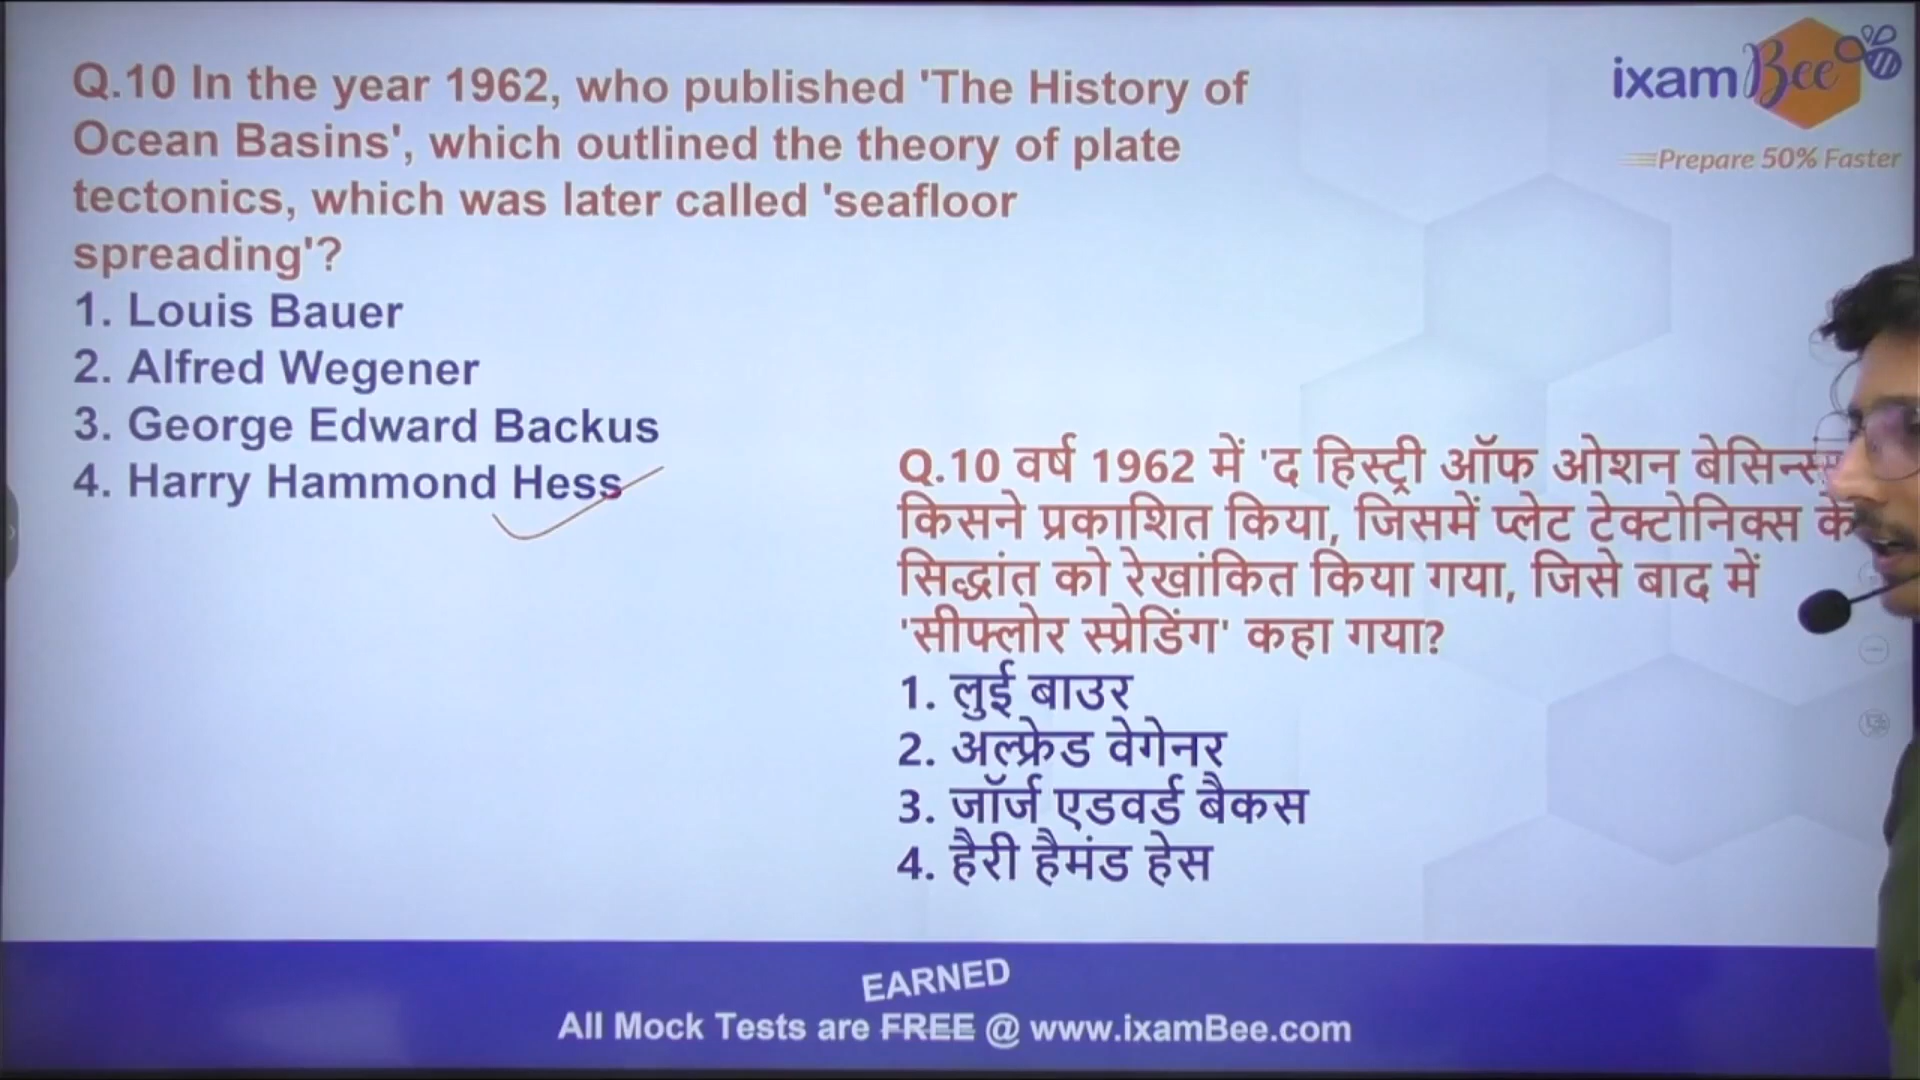 Q.10 In the year 1962, who published 'The History of
Ocean Basins', which outlined the theory of plate
tectonics, which was later called 'seafloor
spreading'?
1. Louis Bauer
2. Alfred Wegener
3. George Edward Backus
4. Harry Hammond Hess
ixamBee
Prepare 50% Faster
Q.10 वर्ष 1962 में 'द हिस्ट्री ऑफ ओशन बेसिन्स
किसने प्रकाशित किया, जिसमें प्लेट टेक्टोनिक्स के
सिद्धांत को रेखांकित किया गया, जिसे बाद में
'सीफ्लोर स्प्रेडिंग' कहा गया?
1. लुई बाउर
2. अल्फ्रेड वेगेनर
3. जॉर्ज एडवर्ड बैकस
4. हैरी हैमंड हेस
EARNED
All Mock Tests are FREE @ www.ixamBee.com